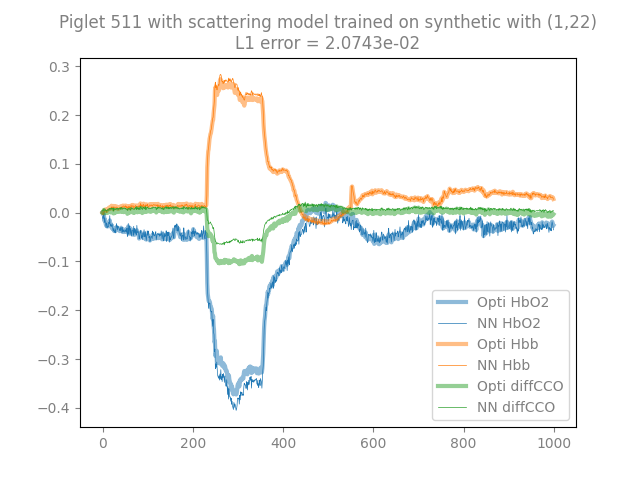 Piglet 511 with scattering model trained on synthetic with (1,22)
L1 error = 2.0743e-02
0.3
0.2
0.1
0.0
−0.1
−0.2
−0.3
−0.4
Opti HbO2
NN HbO2
Opti Hbb
NN Hbb
Opti diffCCO
NN diffCCO
0 200 400 600 800 1000